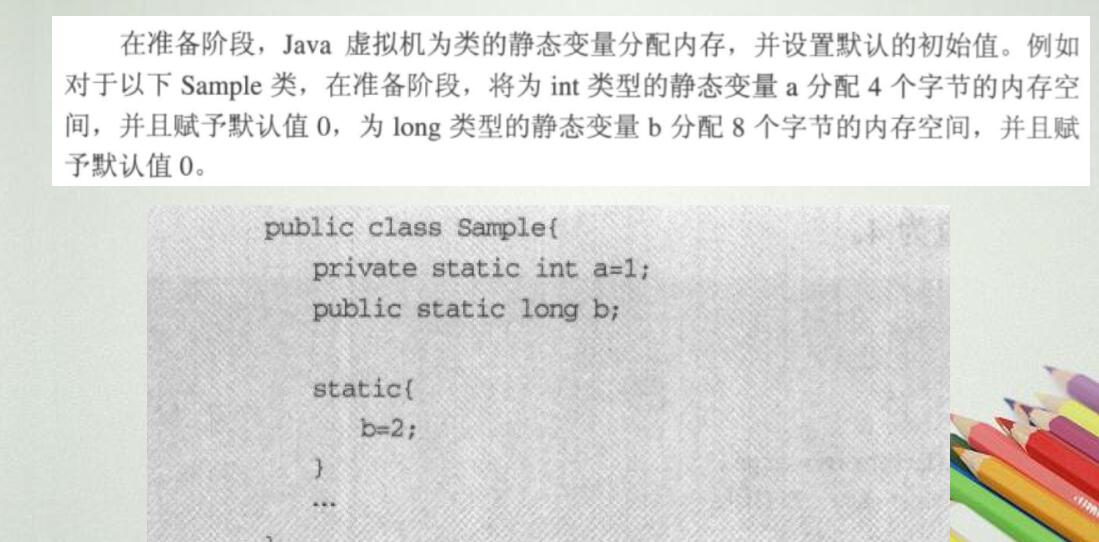 在准备阶段，Java 虚拟机为类的静态变量分配内存，并设置默认的初始值。例如
对于以下 Sample 类，在准备阶段，将为 int 类型的静态变量 a 分配 4 个字节的内存空
间，并且赋予默认值 0，为 long 类型的静态变量 b 分配 8 个字节的内存空间，并且赋
予默认值 0。
public class Sample{
private static int a=1;
public static long b;
static{
b=2;
}
...